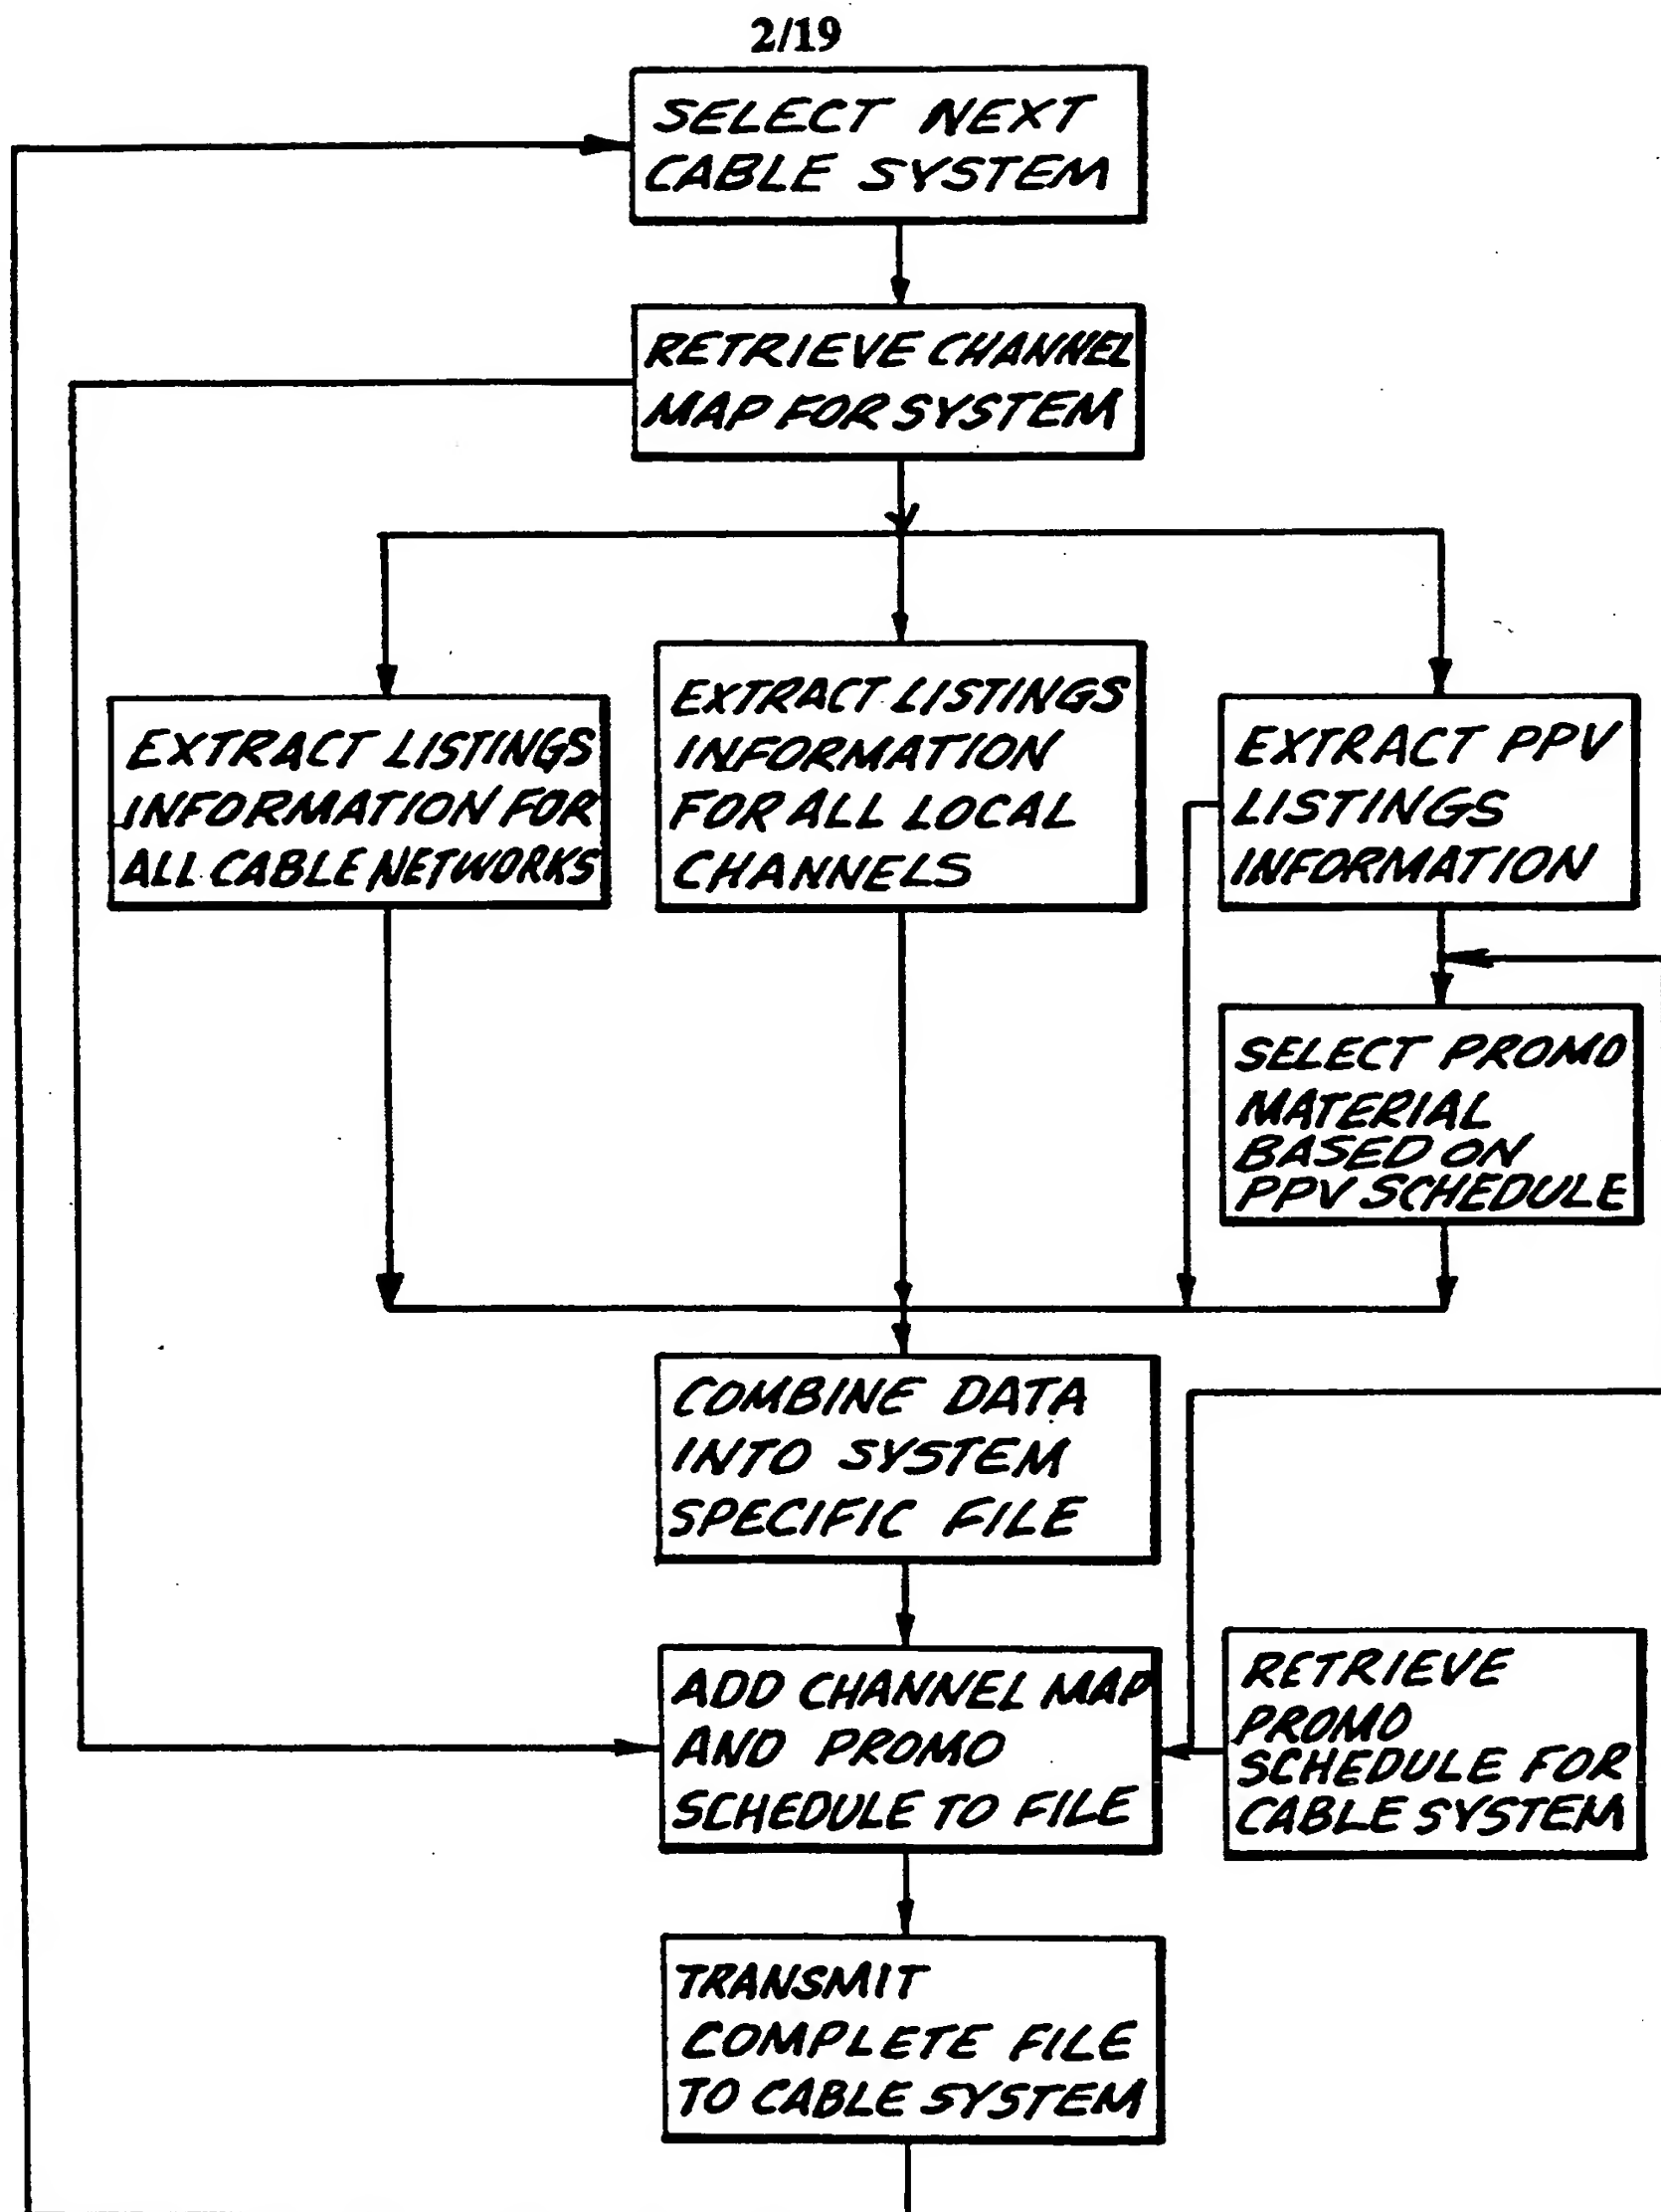 2/19
SELECT NEXT
CABLE SYSTEM
RETRIEVE CHANNEL
MAP FOR SYSTEM
EXTRACT LISTINGS
INFORMATION FOR
ALL CABLE NETWORKS
EXTRACT LISTINGS
INFORMATION
FOR ALL LOCAL
CHANNELS
EXTRACT PPV
LISTINGS
INFORMATION
SELECT PROMO
MATERIAL
BASED ON
PPV SCHEDULE
COMBINE DATA
INTO SYSTEM
SPECIFIC FILE
ADD CHANNEL MAP
AND PROMO
SCHEDULE TO FILE
RETRIEVE
PROMO
SCHEDULE FOR
CABLE SYSTEM
TRANSMIT
COMPLETE FILE
TO CABLE SYSTEM